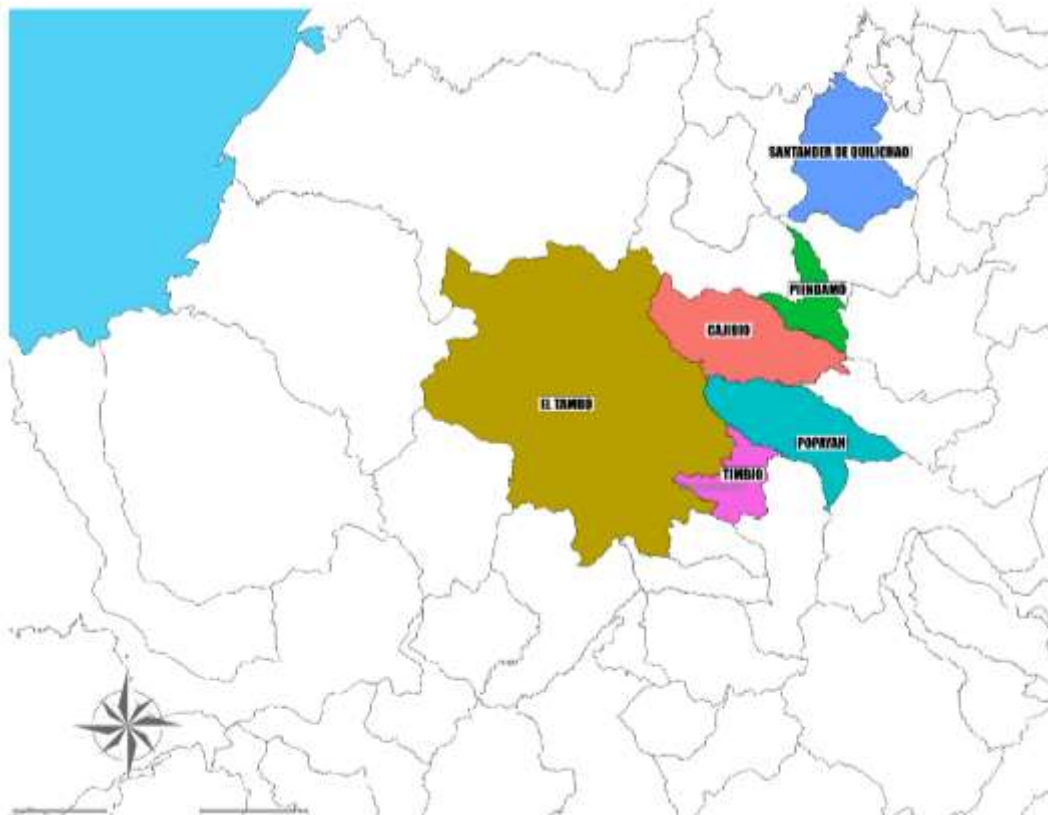 SANTANDER DE QUILICHAO
PIENDAMO
CAJIBIO
EL TAMBO
POPAYAN
TIMBIO